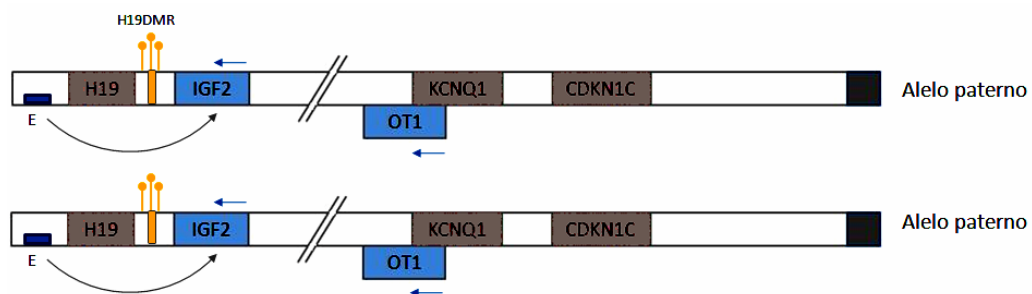 H19DMR
H19 IGF2 KCNQ1 CDKN1C Alelo paterno
E OT1
H19 IGF2 KCNQ1 CDKN1C Alelo paterno
E OT1